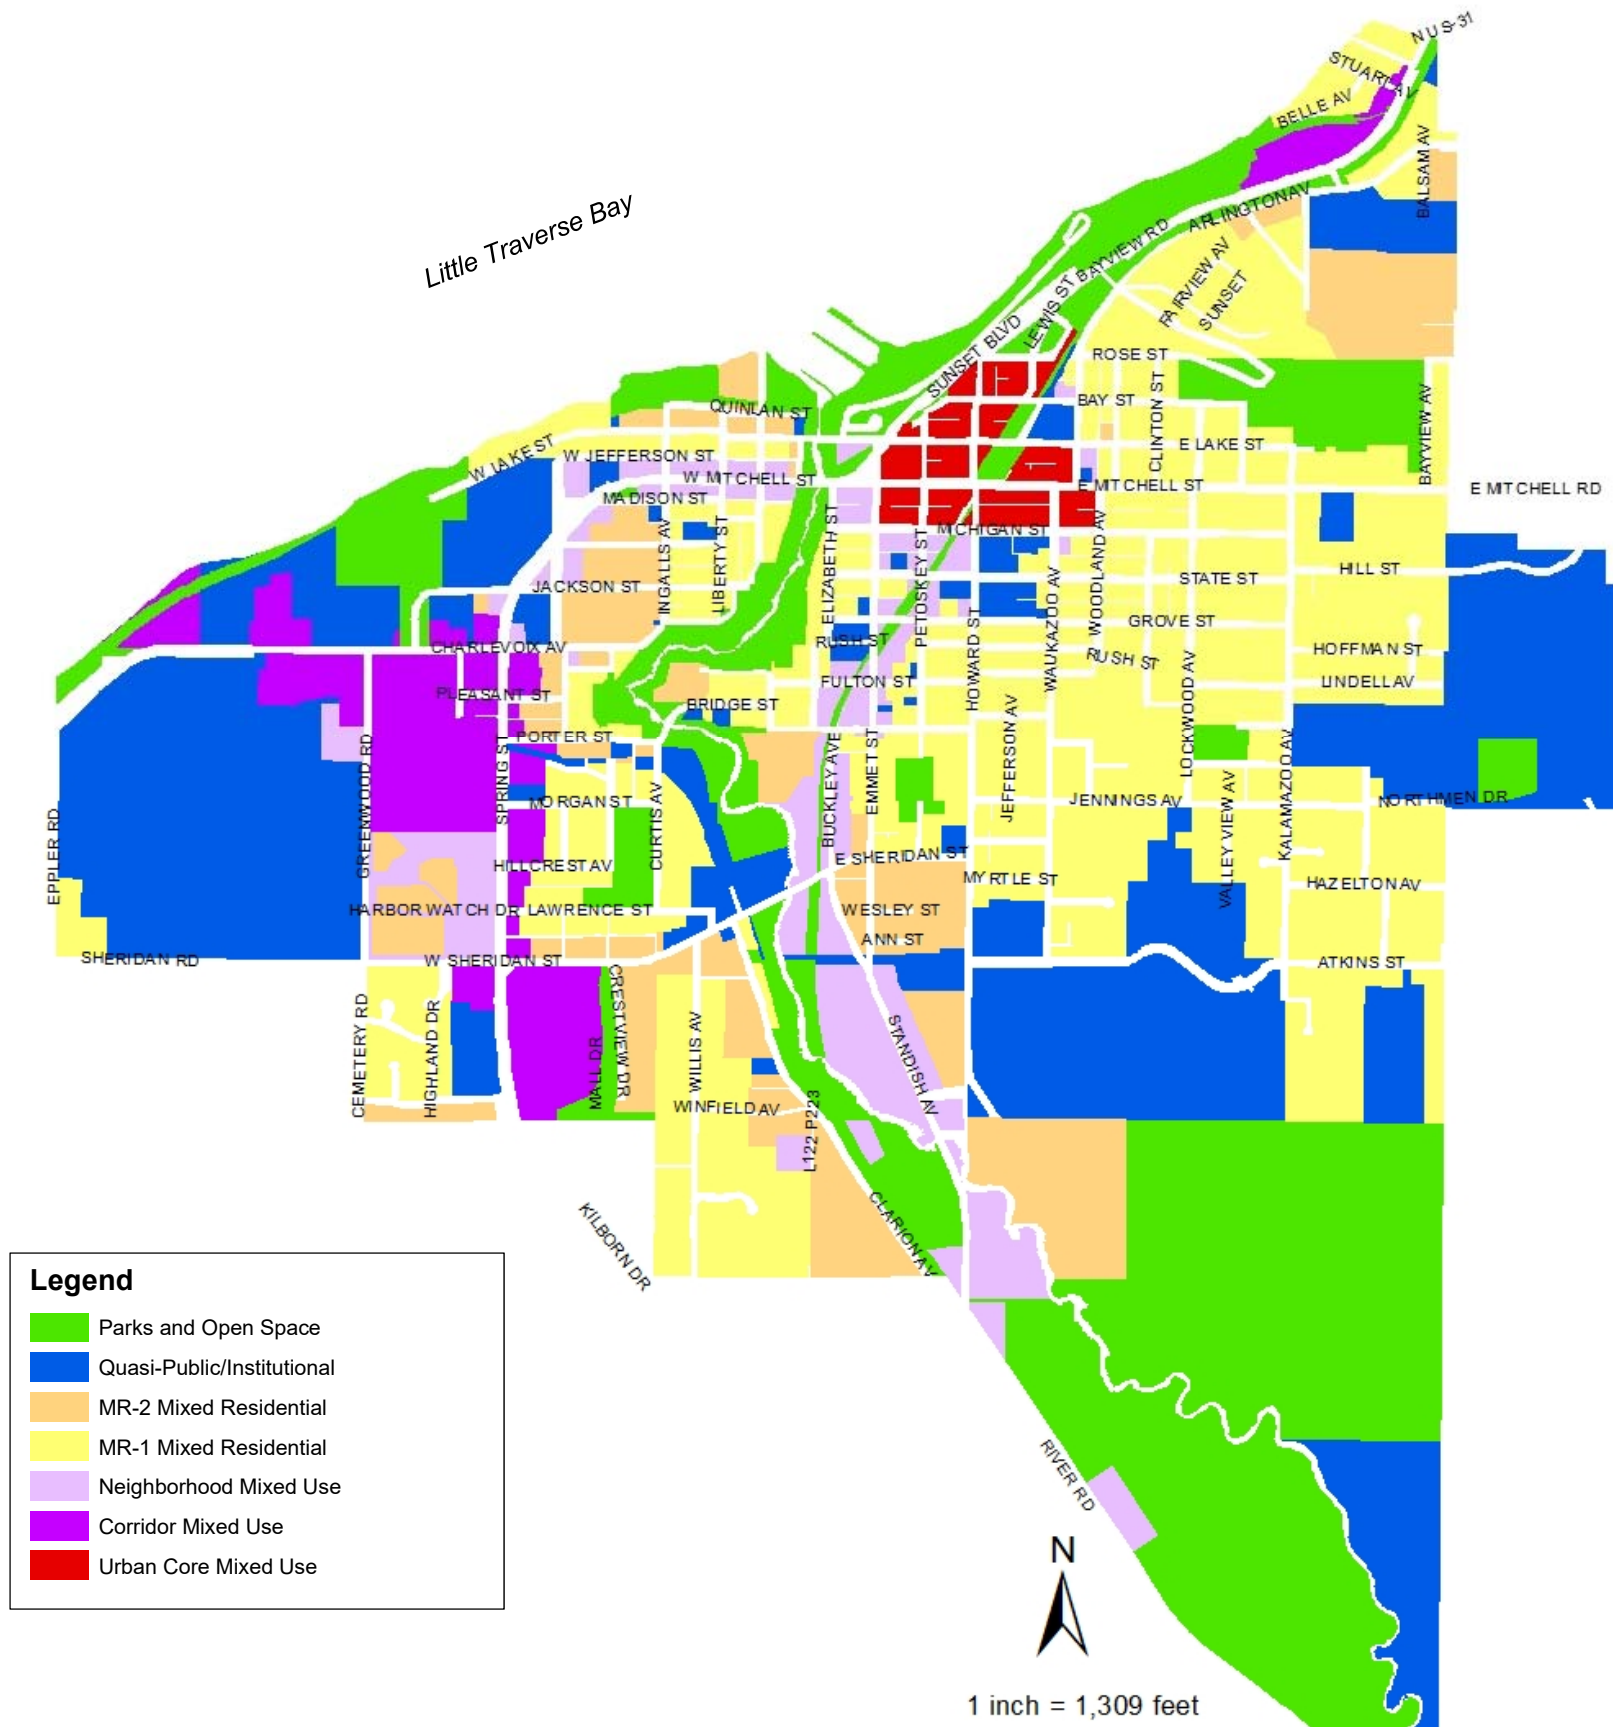 N US-31
STUART AV
BELLE AV
BALSAM AV
Little Traverse Bay
ARLINGTON AV
BAYVIEW RD
FAIRVIEW AV
SUNSET
LEWIS ST
SUNSET BLVD
ROSE ST
CLINTON ST
BAY ST
BAYVIEW AV
QUINLAN ST
E LAKE ST
W LAKE ST
W JEFFERSON ST
W MITCHELL ST
E MITCHELL ST
E MITCHELL RD
MADISON ST
MICHIGAN ST
INGALLS AV
LIBERTY ST
ELIZABETH ST
PETOSKEY ST
WOODLAND AV
WAUKAZOO AV
HILL ST
STATE ST
JACKSON ST
GROVE ST
HOWARD ST
RUSH ST
RUSH ST
HOFFMAN ST
CHARLEVOIX AV
FULTON ST
LINDELL AV
PLEASANT ST
BRIDGE ST
LOCKWOOD AV
JEFFERSON AV
PORTER ST
GREENWOOD RD
SPRING ST
BUCKLEY AVE
EMMET ST
KALAMAZOO AV
VALLEY VIEW AV
MORGAN ST
CURTIS AV
JENNINGS AV
NORTHMEN DR
EPPLER RD
HILLCREST AV
E SHERIDAN ST
MYRTLE ST
HAZELTON AV
HARBOR WATCH DR
LAWRENCE ST
WESLEY ST
ANN ST
SHERIDAN RD
W SHERIDAN ST
ATKINS ST
CEMETERY RD
HIGHLAND DR
MALL DR
CRESTVIEW DR
WILLIS AV
STANDISH AV
WINFIELD AV
L122 P223
CLARION AV
KILBORN DR
RIVER RD
Legend
Parks and Open Space
Quasi-Public/Institutional
MR-2 Mixed Residential
MR-1 Mixed Residential
Neighborhood Mixed Use
Corridor Mixed Use
Urban Core Mixed Use
N
1 inch = 1,309 feet